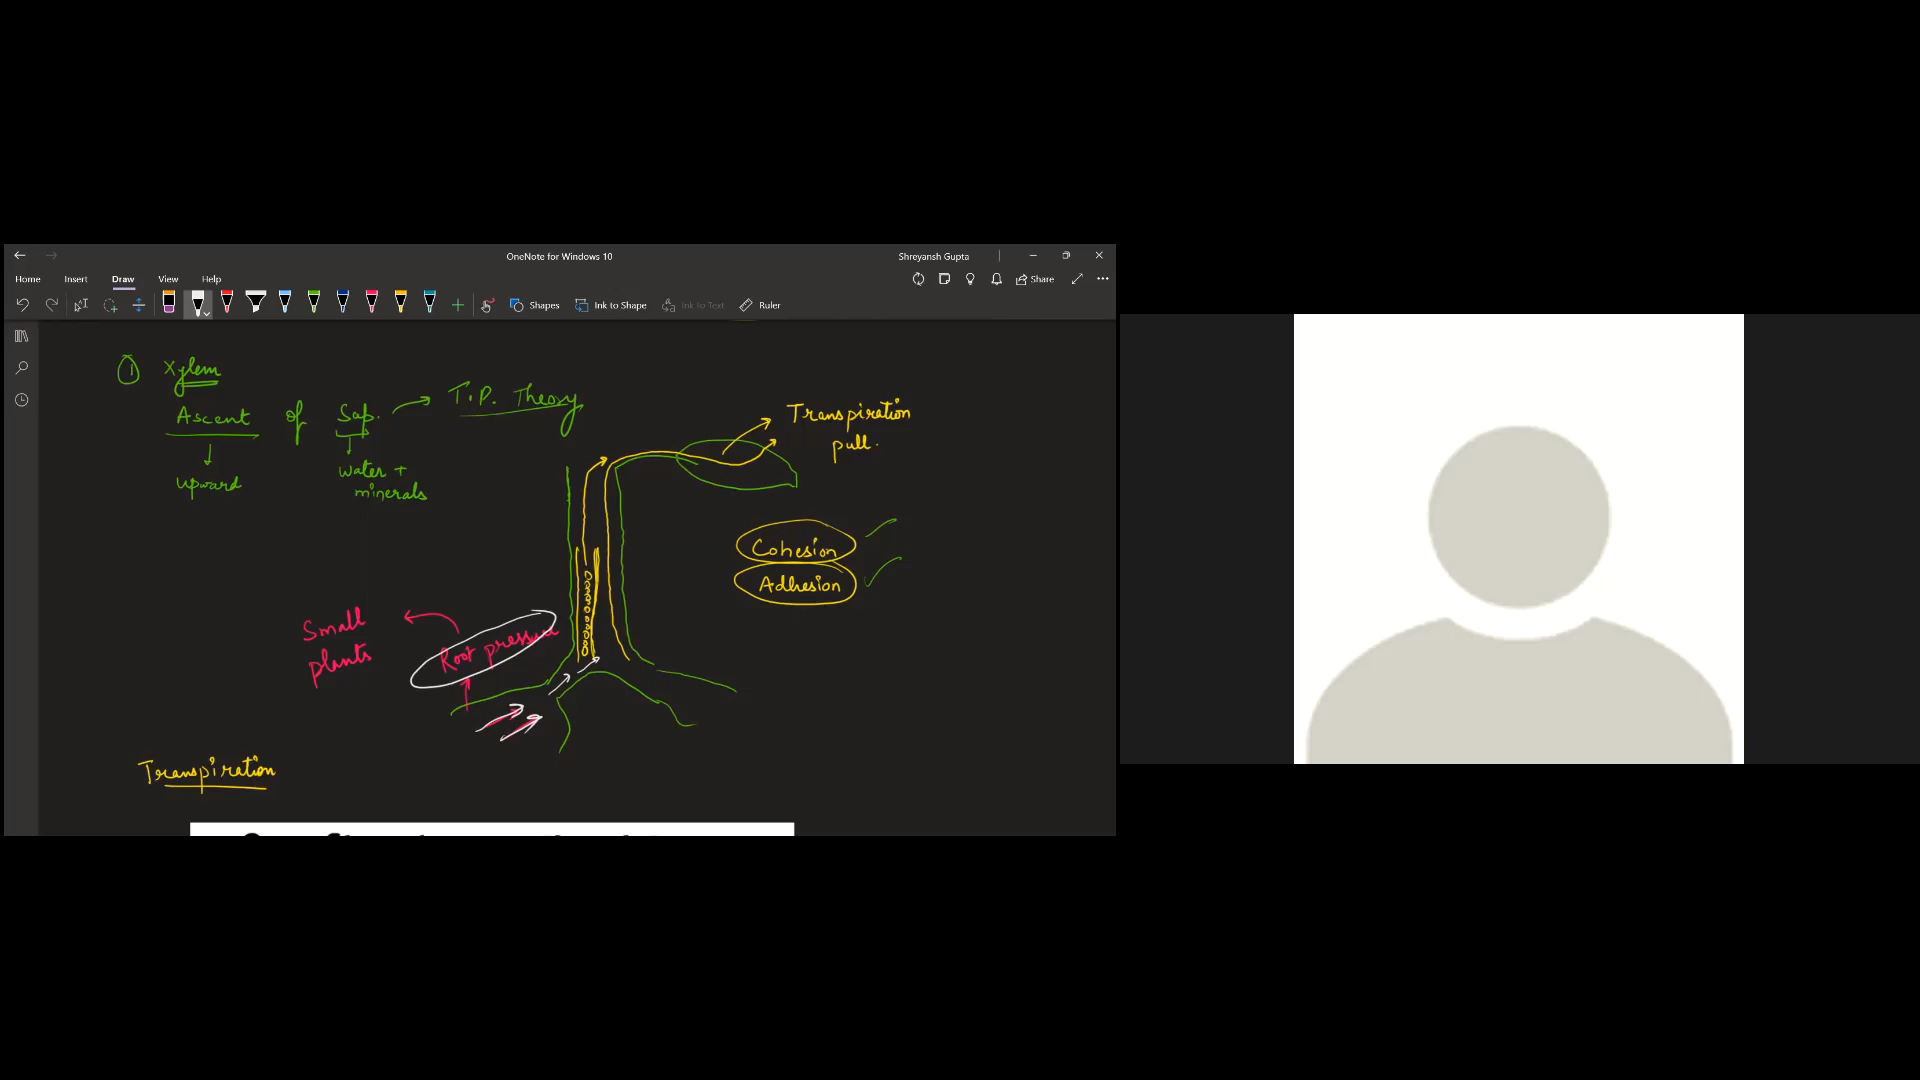 OneNote for Windows 10
Shreyansh Gupta
Home Insert Draw View Help
Share
Shapes Ink to Shape Ink to Text Ruler
1 Xylem
Ascent of Sap. T.P. Theory
upward
water +
minerals
Transpiration
pull.
Cohesion
Adhesion
Small
plants
Root pressure
Transpiration